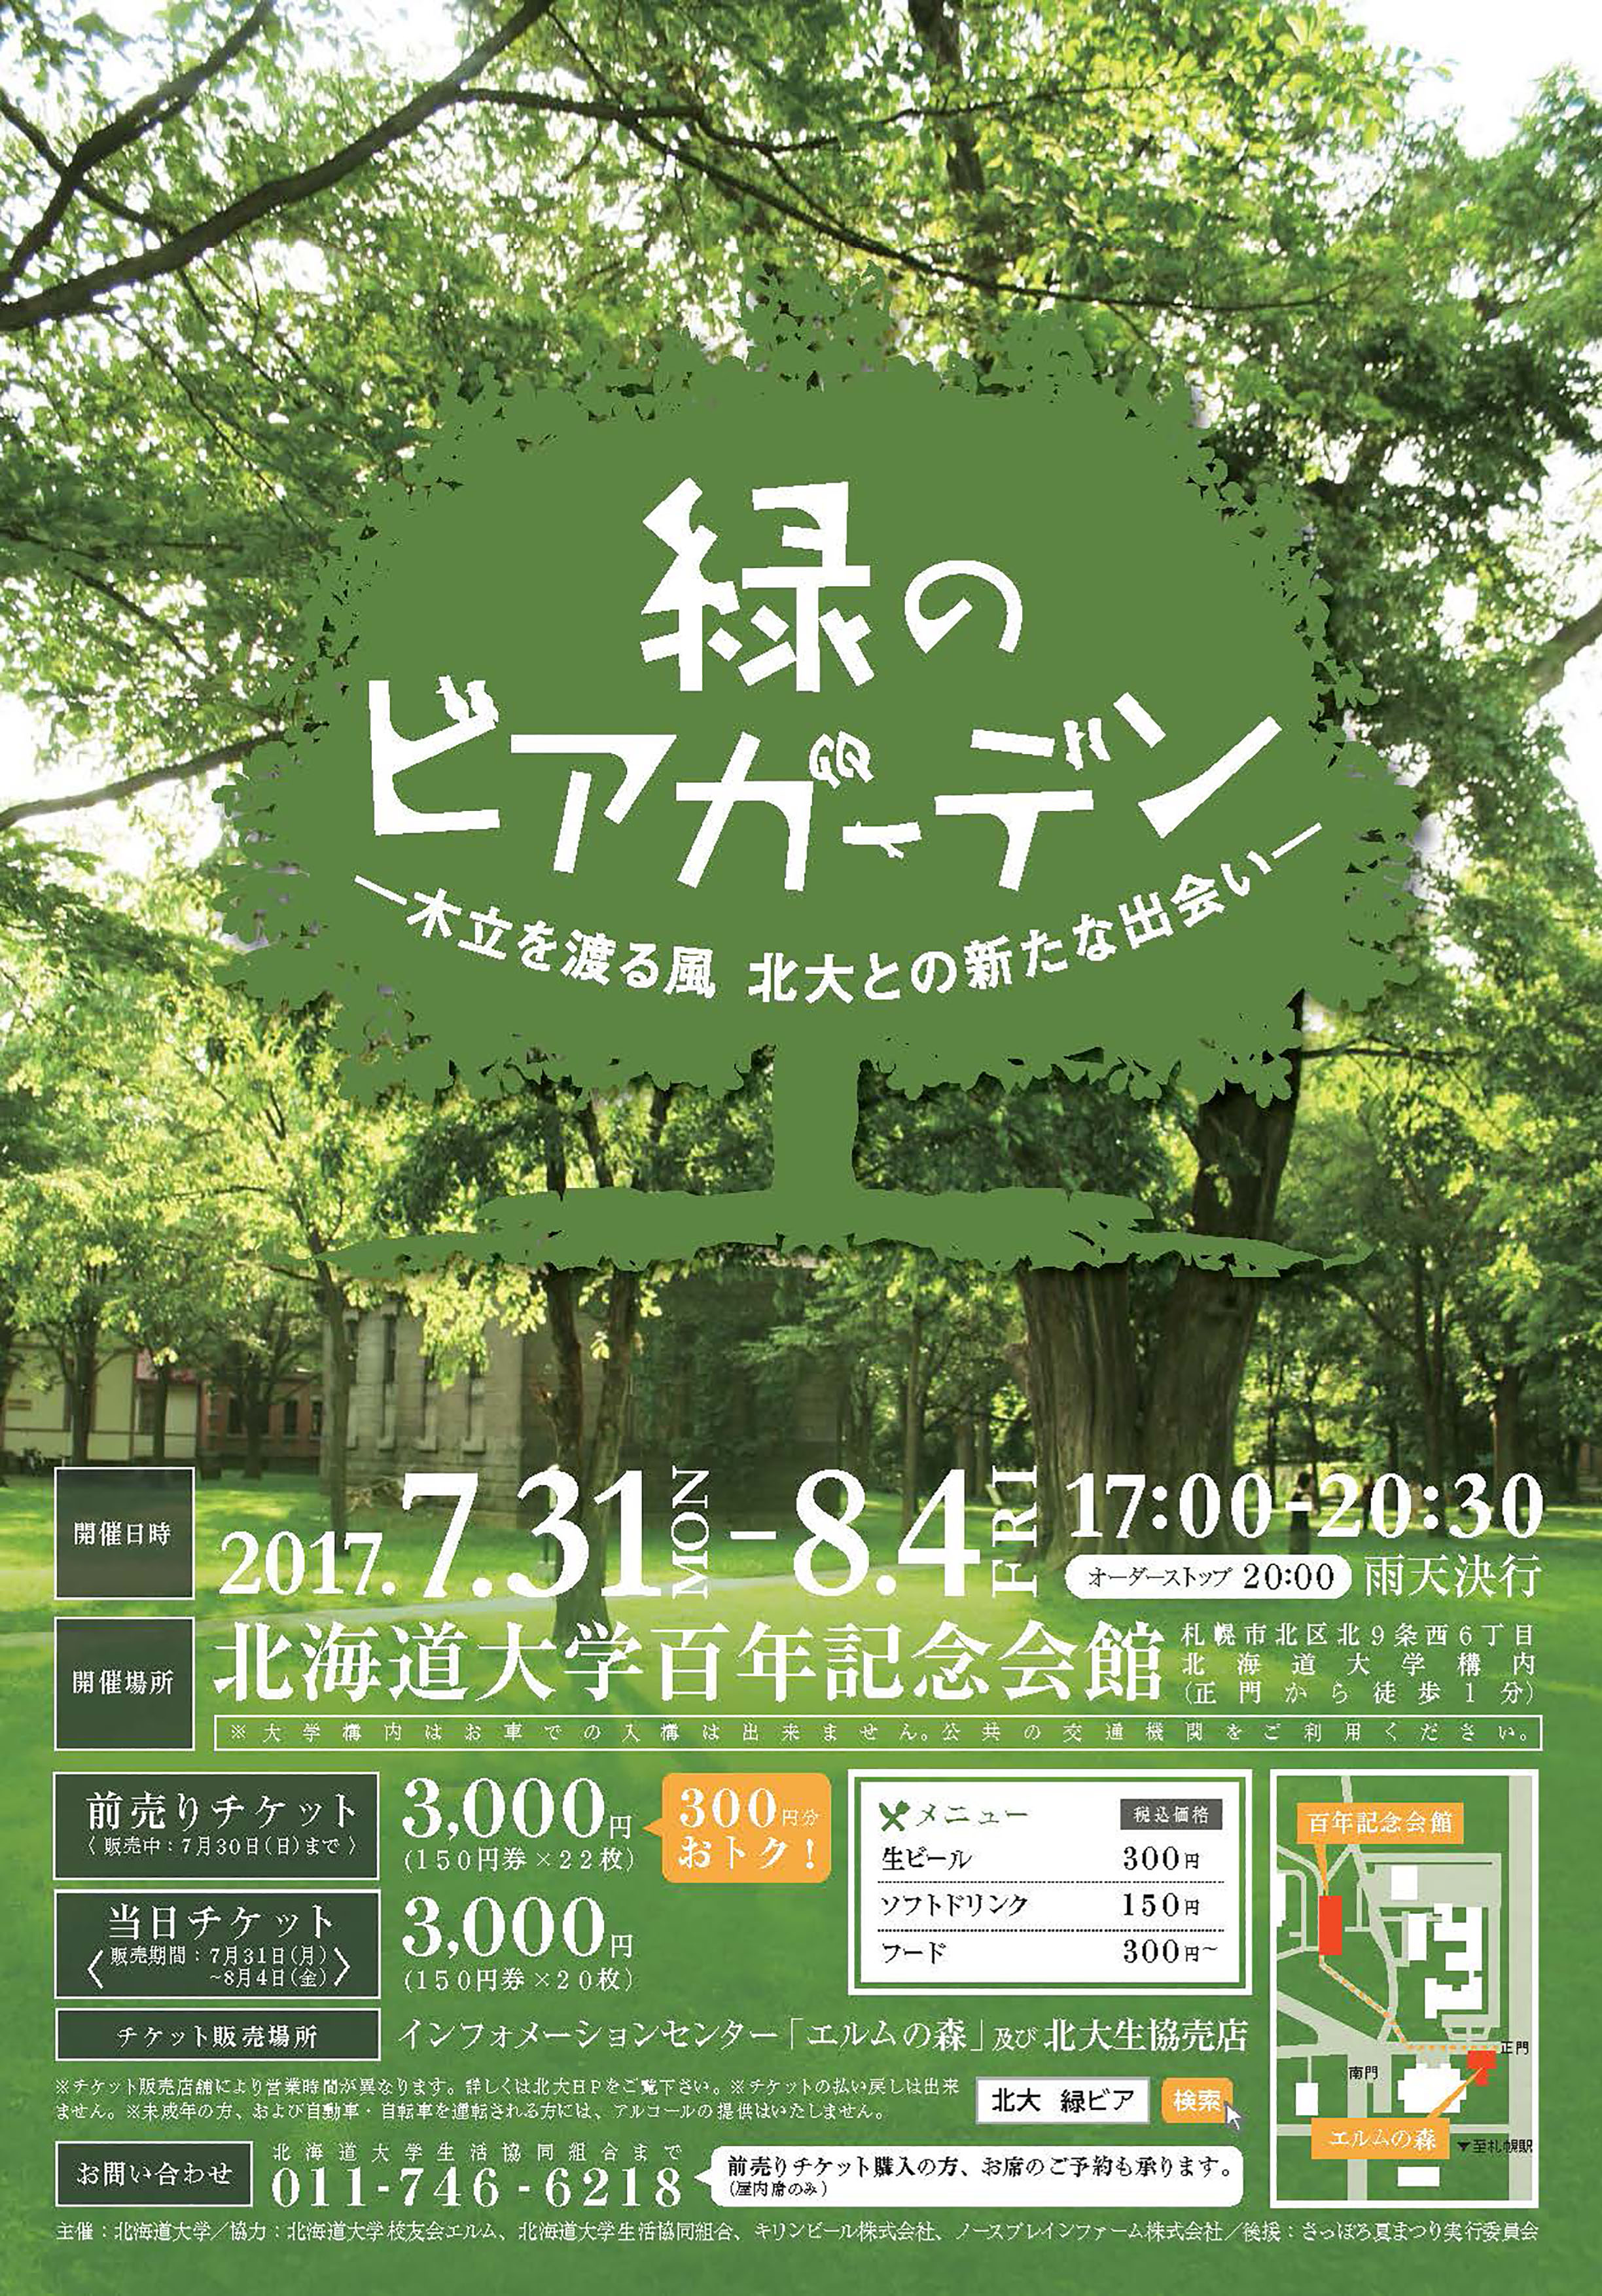 緑の
ビアガーデン
―木立を渡る風 北大との新たな出会い―
開催日時
2017.7.31 MON – 8.4 FRI
17:00-20:30
オーダーストップ 20:00 雨天決行
開催場所
北海道大学百年記念会館
札幌市北区北9条西6丁目
北海道大学構内
(正門から徒歩1分)
※大学構内はお車での入構は出来ません。公共の交通機関をご利用ください。
前売りチケット
〈販売中：7月30日(日)まで〉
3,000円
(150円券×22枚)
300円分
おトク！
当日チケット
〈販売期間：7月31日(月)
~8月4日(金)〉
3,000円
(150円券×20枚)
メニュー 税込価格
生ビール 300円
ソフトドリンク 150円
フード 300円~
チケット販売場所
インフォメーションセンター「エルムの森」及び北大生協売店
※チケット販売店舗により営業時間が異なります。詳しくは北大HPをご覧下さい。※チケットの払い戻しは出来
ません。※未成年の方、および自動車・自転車を運転される方には、アルコールの提供はいたしません。
北大 緑ビア 検索
お問い合わせ
北海道大学生活協同組合まで
011-746-6218
前売りチケット購入の方、お席のご予約も承ります。
(屋内席のみ)
百年記念会館
正門
南門
エルムの森
▼至札幌駅
主催：北海道大学／協力：北海道大学校友会エルム、北海道大学生活協同組合、キリンビール株式会社、ノースプレインファーム株式会社／後援：さっぽろ夏まつり実行委員会